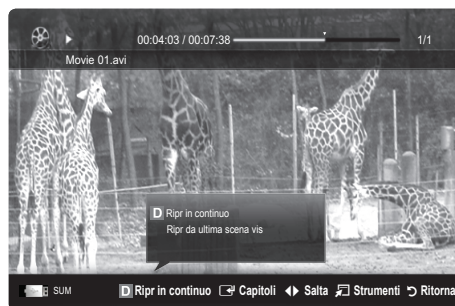 00:04:03 / 00:07:38 1/1
Movie 01.avi
D Ripr in continuo
Ripr da ultima scena vis
SUM D Ripr in continuo Capitoli Salta Strumenti Ritorna